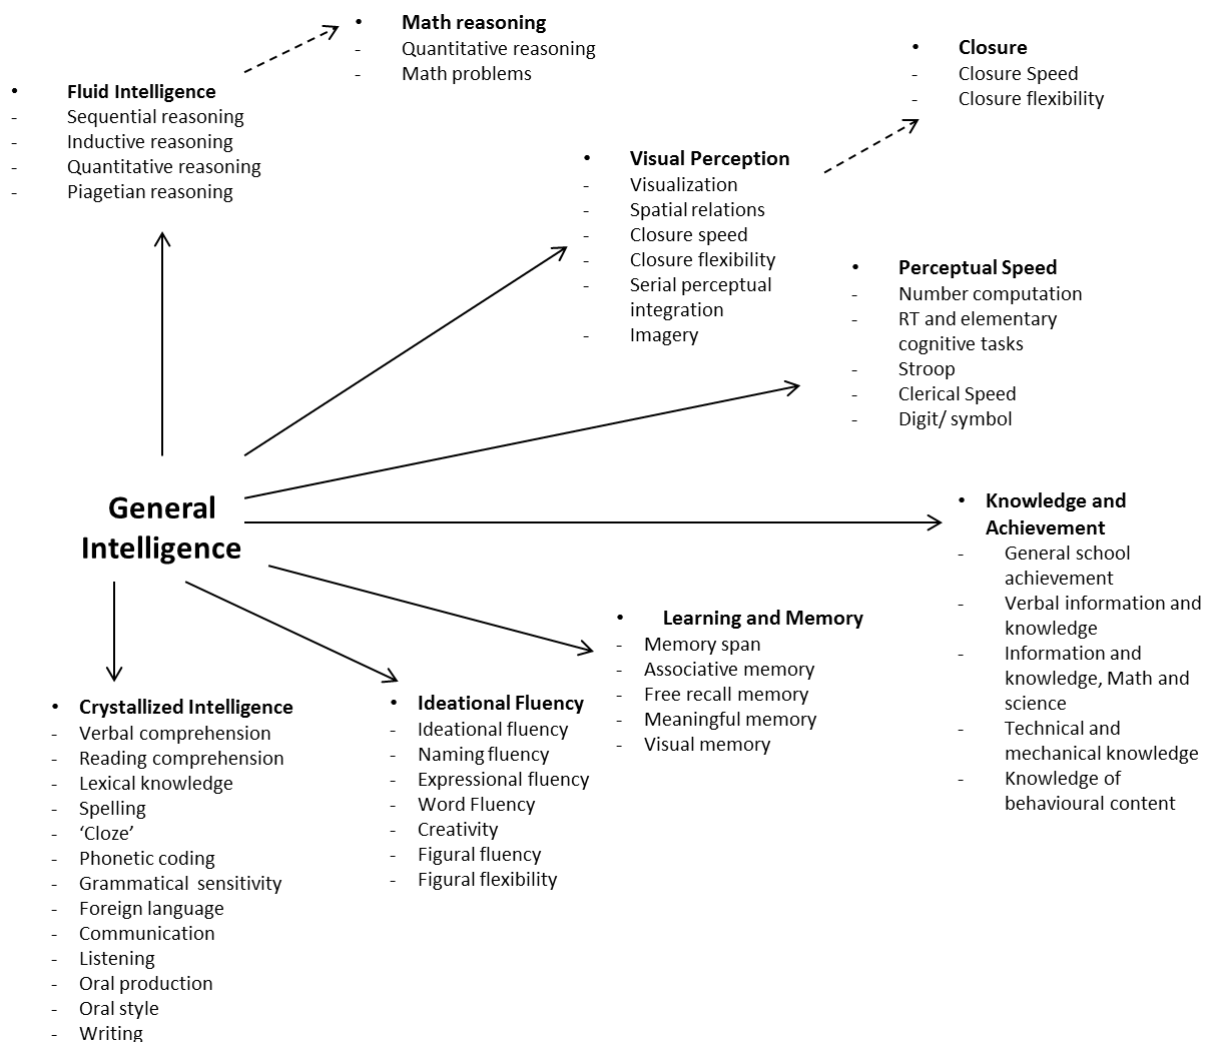 • Math reasoning
- Quantitative reasoning
- Math problems
• Closure
- Closure Speed
- Closure flexibility
• Fluid Intelligence
- Sequential reasoning
- Inductive reasoning
- Quantitative reasoning
- Piagetian reasoning
• Visual Perception
- Visualization
- Spatial relations
- Closure speed
- Closure flexibility
- Serial perceptual
integration
- Imagery
• Perceptual Speed
- Number computation
- RT and elementary
cognitive tasks
- Stroop
- Clerical Speed
- Digit/ symbol
General
Intelligence
• Knowledge and
Achievement
- General school
achievement
- Verbal information and
knowledge
- Information and
knowledge, Math and
science
- Technical and
mechanical knowledge
- Knowledge of
behavioural content
• Learning and Memory
- Memory span
- Associative memory
- Free recall memory
- Meaningful memory
- Visual memory
• Crystallized Intelligence
- Verbal comprehension
- Reading comprehension
- Lexical knowledge
- Spelling
- ‘Cloze’
- Phonetic coding
- Grammatical sensitivity
- Foreign language
- Communication
- Listening
- Oral production
- Oral style
- Writing
• Ideational Fluency
- Ideational fluency
- Naming fluency
- Expressional fluency
- Word Fluency
- Creativity
- Figural fluency
- Figural flexibility